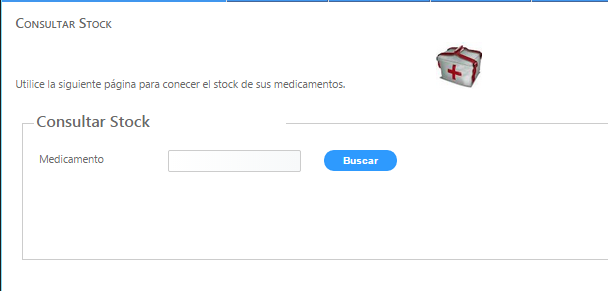 Consultar Stock
Utilice la siguiente página para conecer el stock de sus medicamentos.
Consultar Stock
Medicamento
Buscar